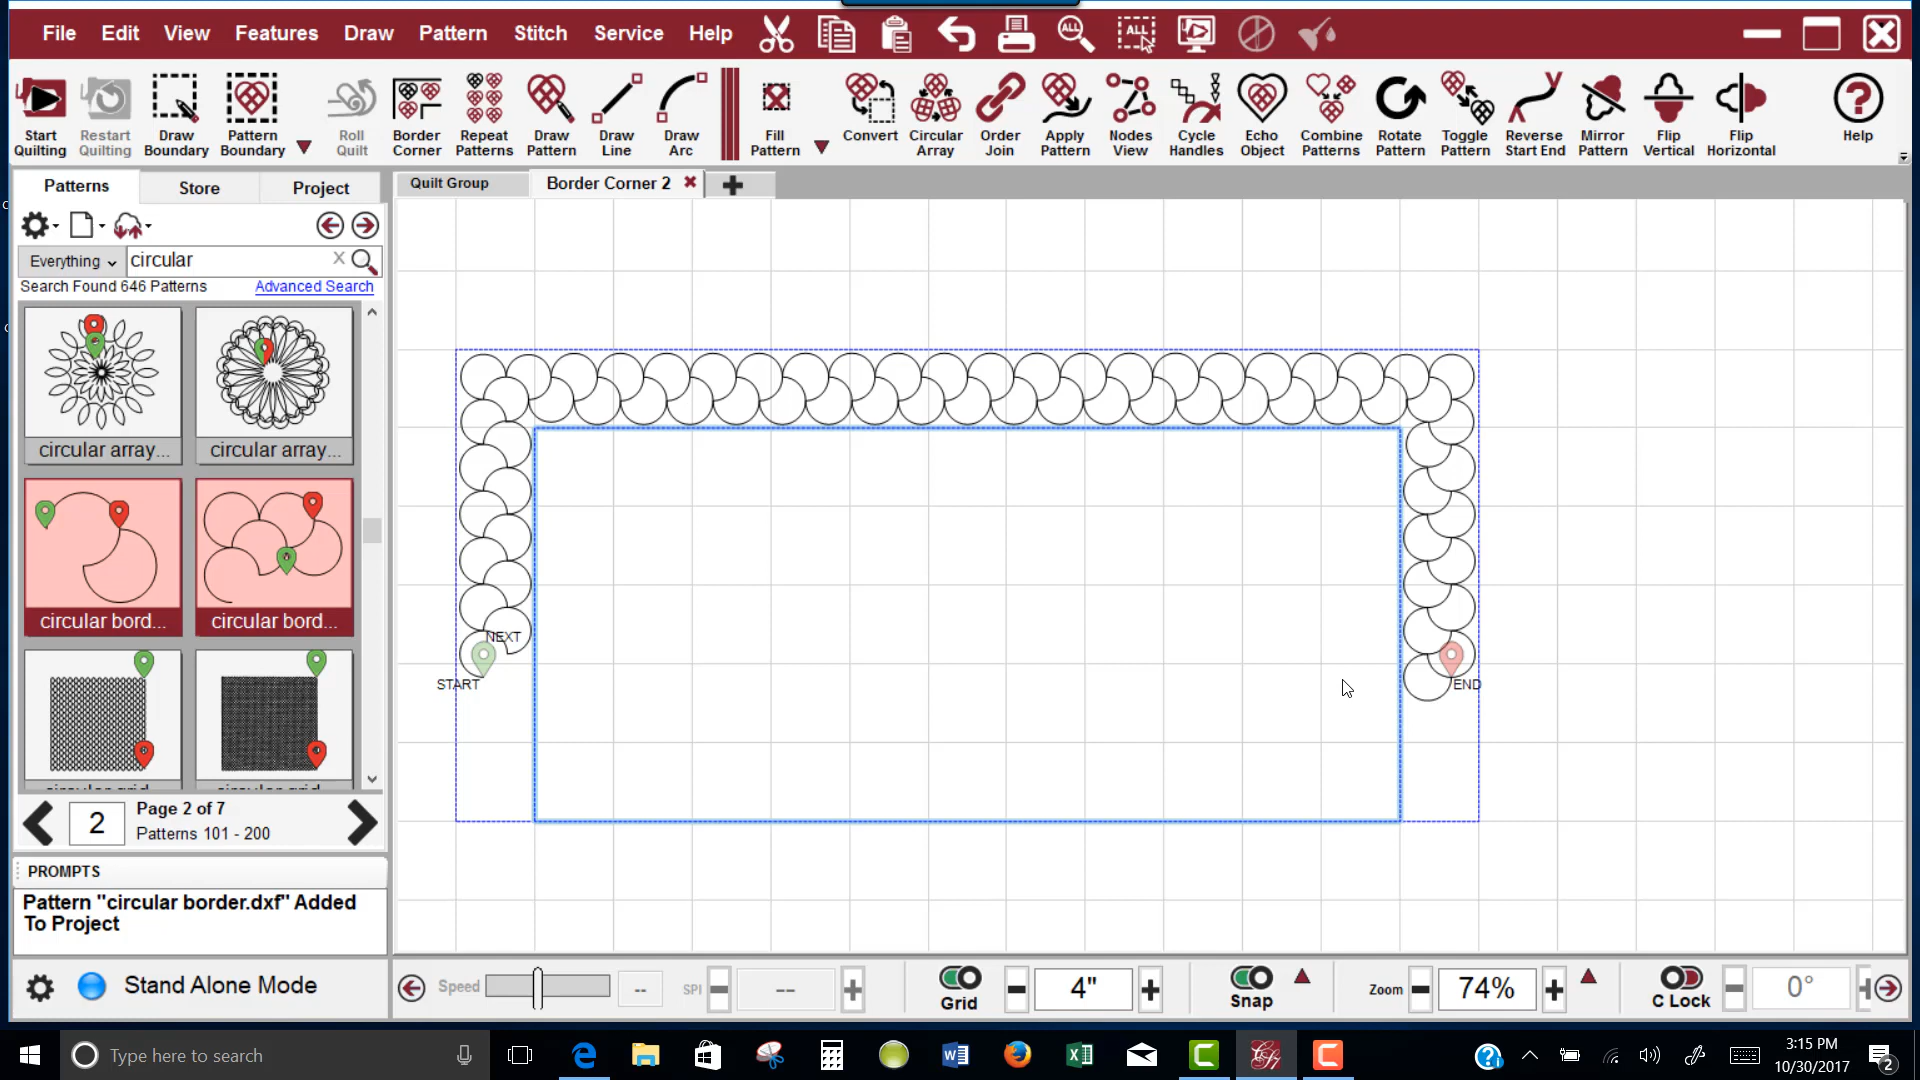 File Edit View Features Draw Pattern Stitch Service Help
ALL ALL
Start Quilting
Restart Quilting
Draw Boundary
Pattern Boundary
Roll Quilt
Border Corner
Repeat Patterns
Draw Pattern
Draw Line
Draw Arc
Fill Pattern
Convert
Circular Array
Order Join
Apply Pattern
Nodes View
Cycle Handles
Echo Object
Combine Patterns
Rotate Pattern
Toggle Pattern
Reverse Start End
Mirror Pattern
Flip Vertical
Flip Horizontal
Help
Patterns Store Project
Quilt Group Border Corner 2
Everything circular X
Search Found 646 Patterns Advanced Search
circular array... circular array...
circular bord... circular bord...
2 Page 2 of 7
Patterns 101 - 200
NEXT
START
END
PROMPTS
Pattern "circular border.dxf" Added
To Project
Stand Alone Mode
Speed -- SPI -- Grid 4" Snap Zoom 74% C Lock 0°
Type here to search
3:15 PM
10/30/2017
2